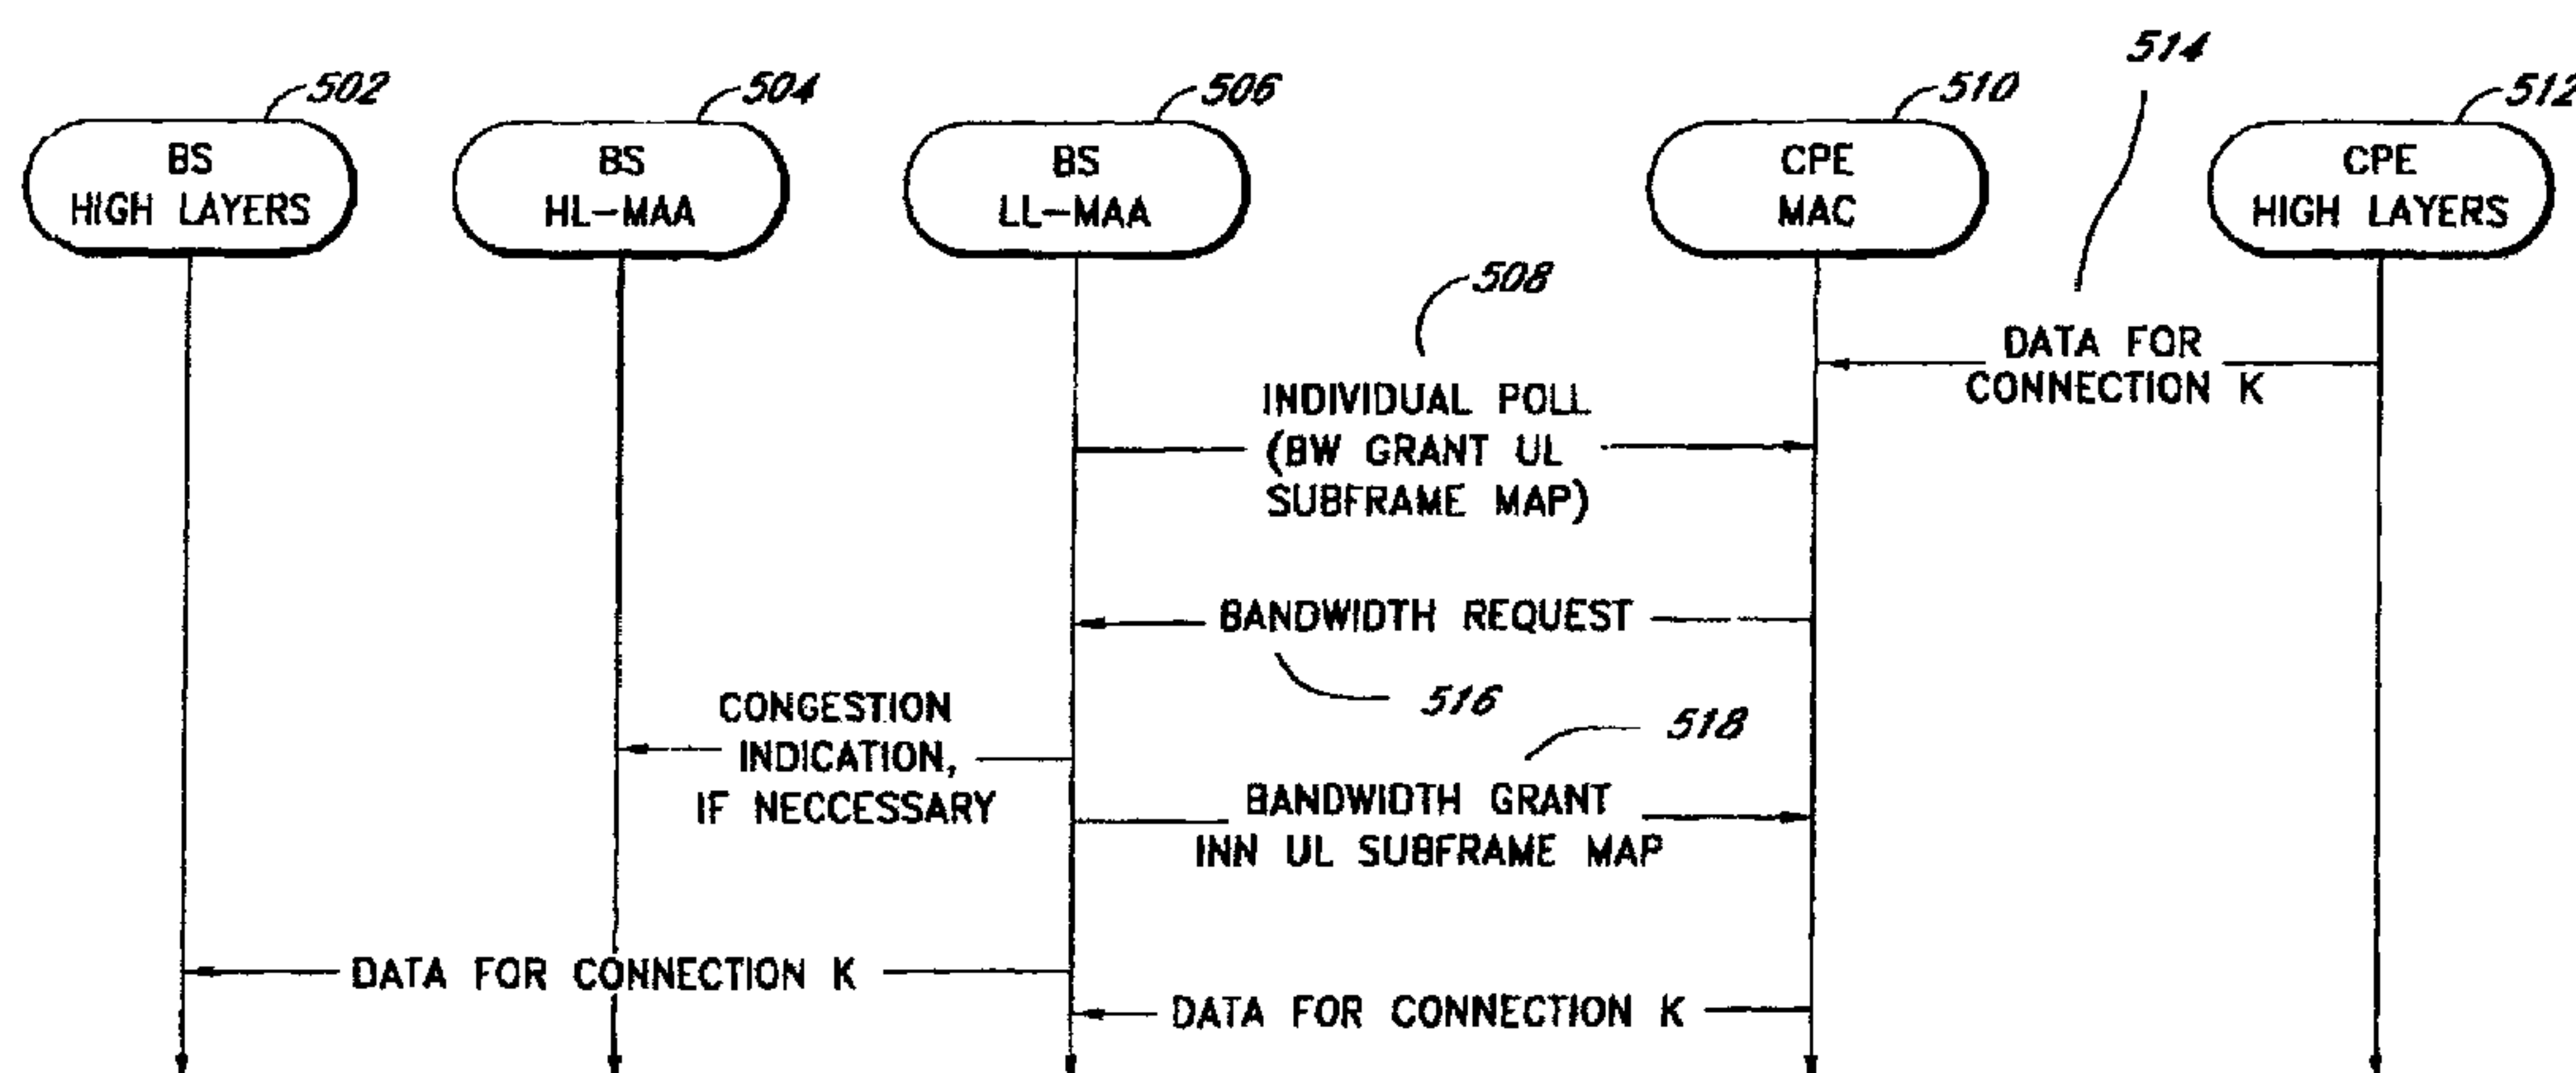 514
502
504
506
510
512
BS
HIGH LAYERS
BS
HL-MAA
BS
LL-MAA
CPE
MAC
CPE
HIGH LAYERS
508
DATA FOR
CONNECTION K
INDIVIDUAL POLL
(BW GRANT UL
SUBFRAME MAP)
BANDWIDTH REQUEST
516
518
CONGESTION
INDICATION,
IF NECCESSARY
BANDWIDTH GRANT
INN UL SUBFRAME MAP
DATA FOR CONNECTION K
DATA FOR CONNECTION K